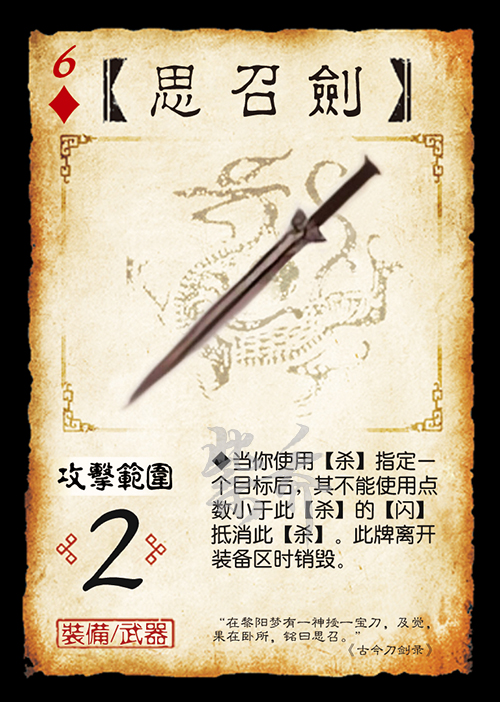 6
【思召劍】
攻擊範圍
2
裝備/武器
◆当你使用【杀】指定一
个目标后，其不能使用点
数小于此【杀】的【闪】
抵消此【杀】。此牌离开
装备区时销毁。
“在黎阳梦有一神授一宝刀，及觉，
果在卧所，铭曰思召。”
《古今刀剑录》